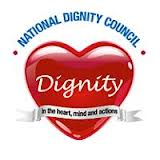 · NATIONAL DIGNITY COUNCIL ·
Dignity
in the heart, mind and actions